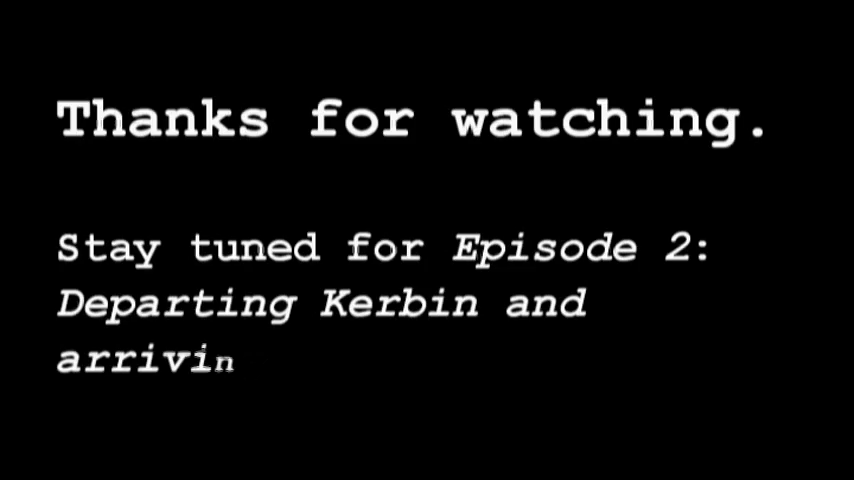 Thanks for watching.
Stay tuned for Episode 2:
Departing Kerbin and
arrivin